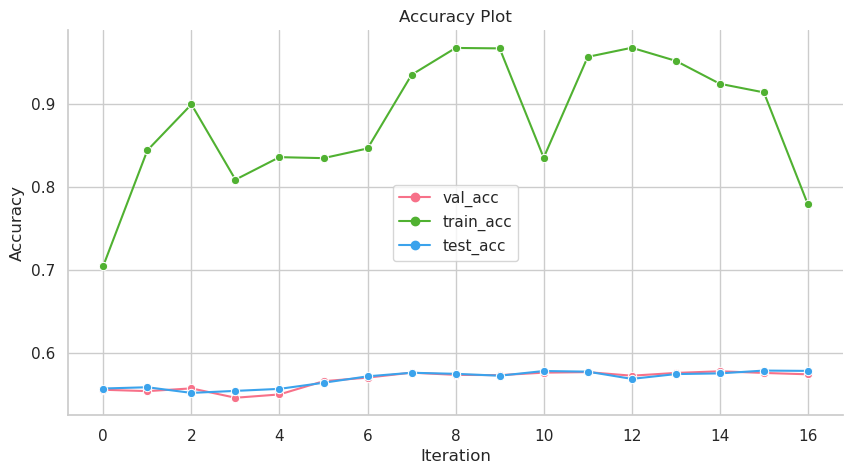 Accuracy Plot
Accuracy
0.9
0.8
0.7
0.6
val_acc
train_acc
test_acc
0 2 4 6 8 10 12 14 16
Iteration